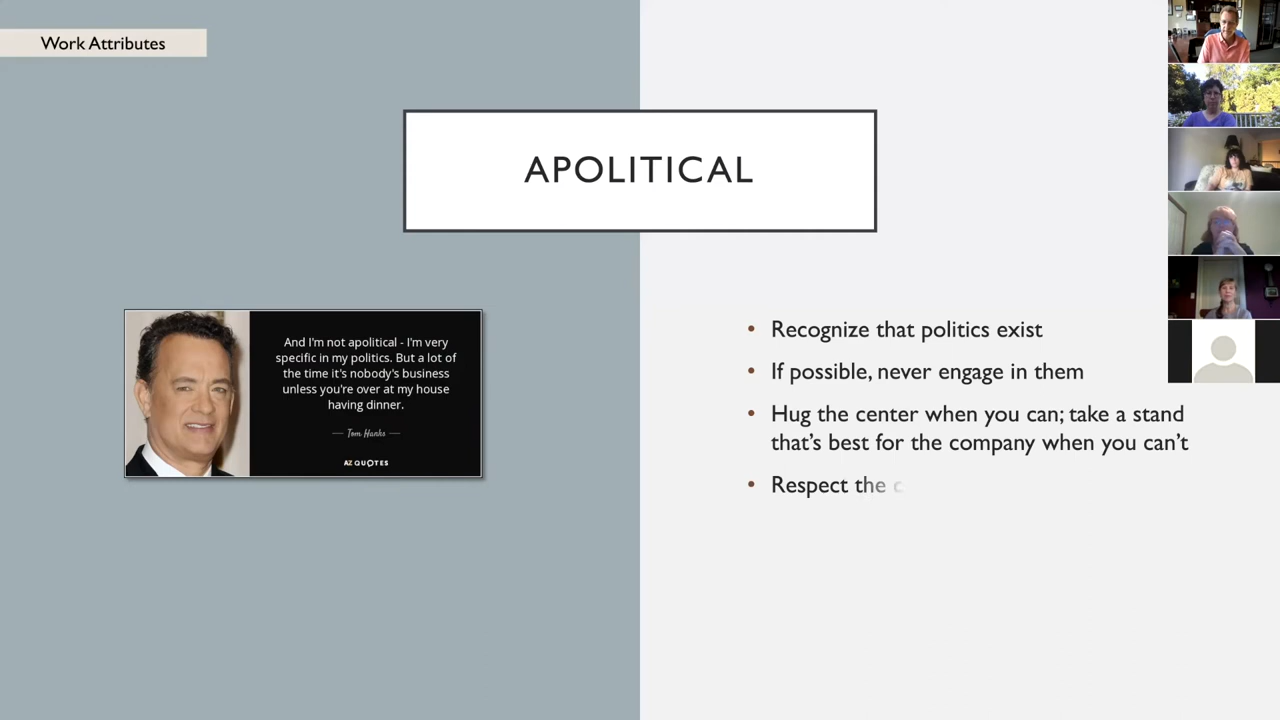 Work Attributes
APOLITICAL
And I'm not apolitical - I'm very
specific in my politics. But a lot of
the time it's nobody's business
unless you're over at my house
having dinner.
— Tom Hanks —
AZ QUOTES
• Recognize that politics exist
• If possible, never engage in them
• Hug the center when you can; take a stand
that's best for the company when you can't
• Respect the